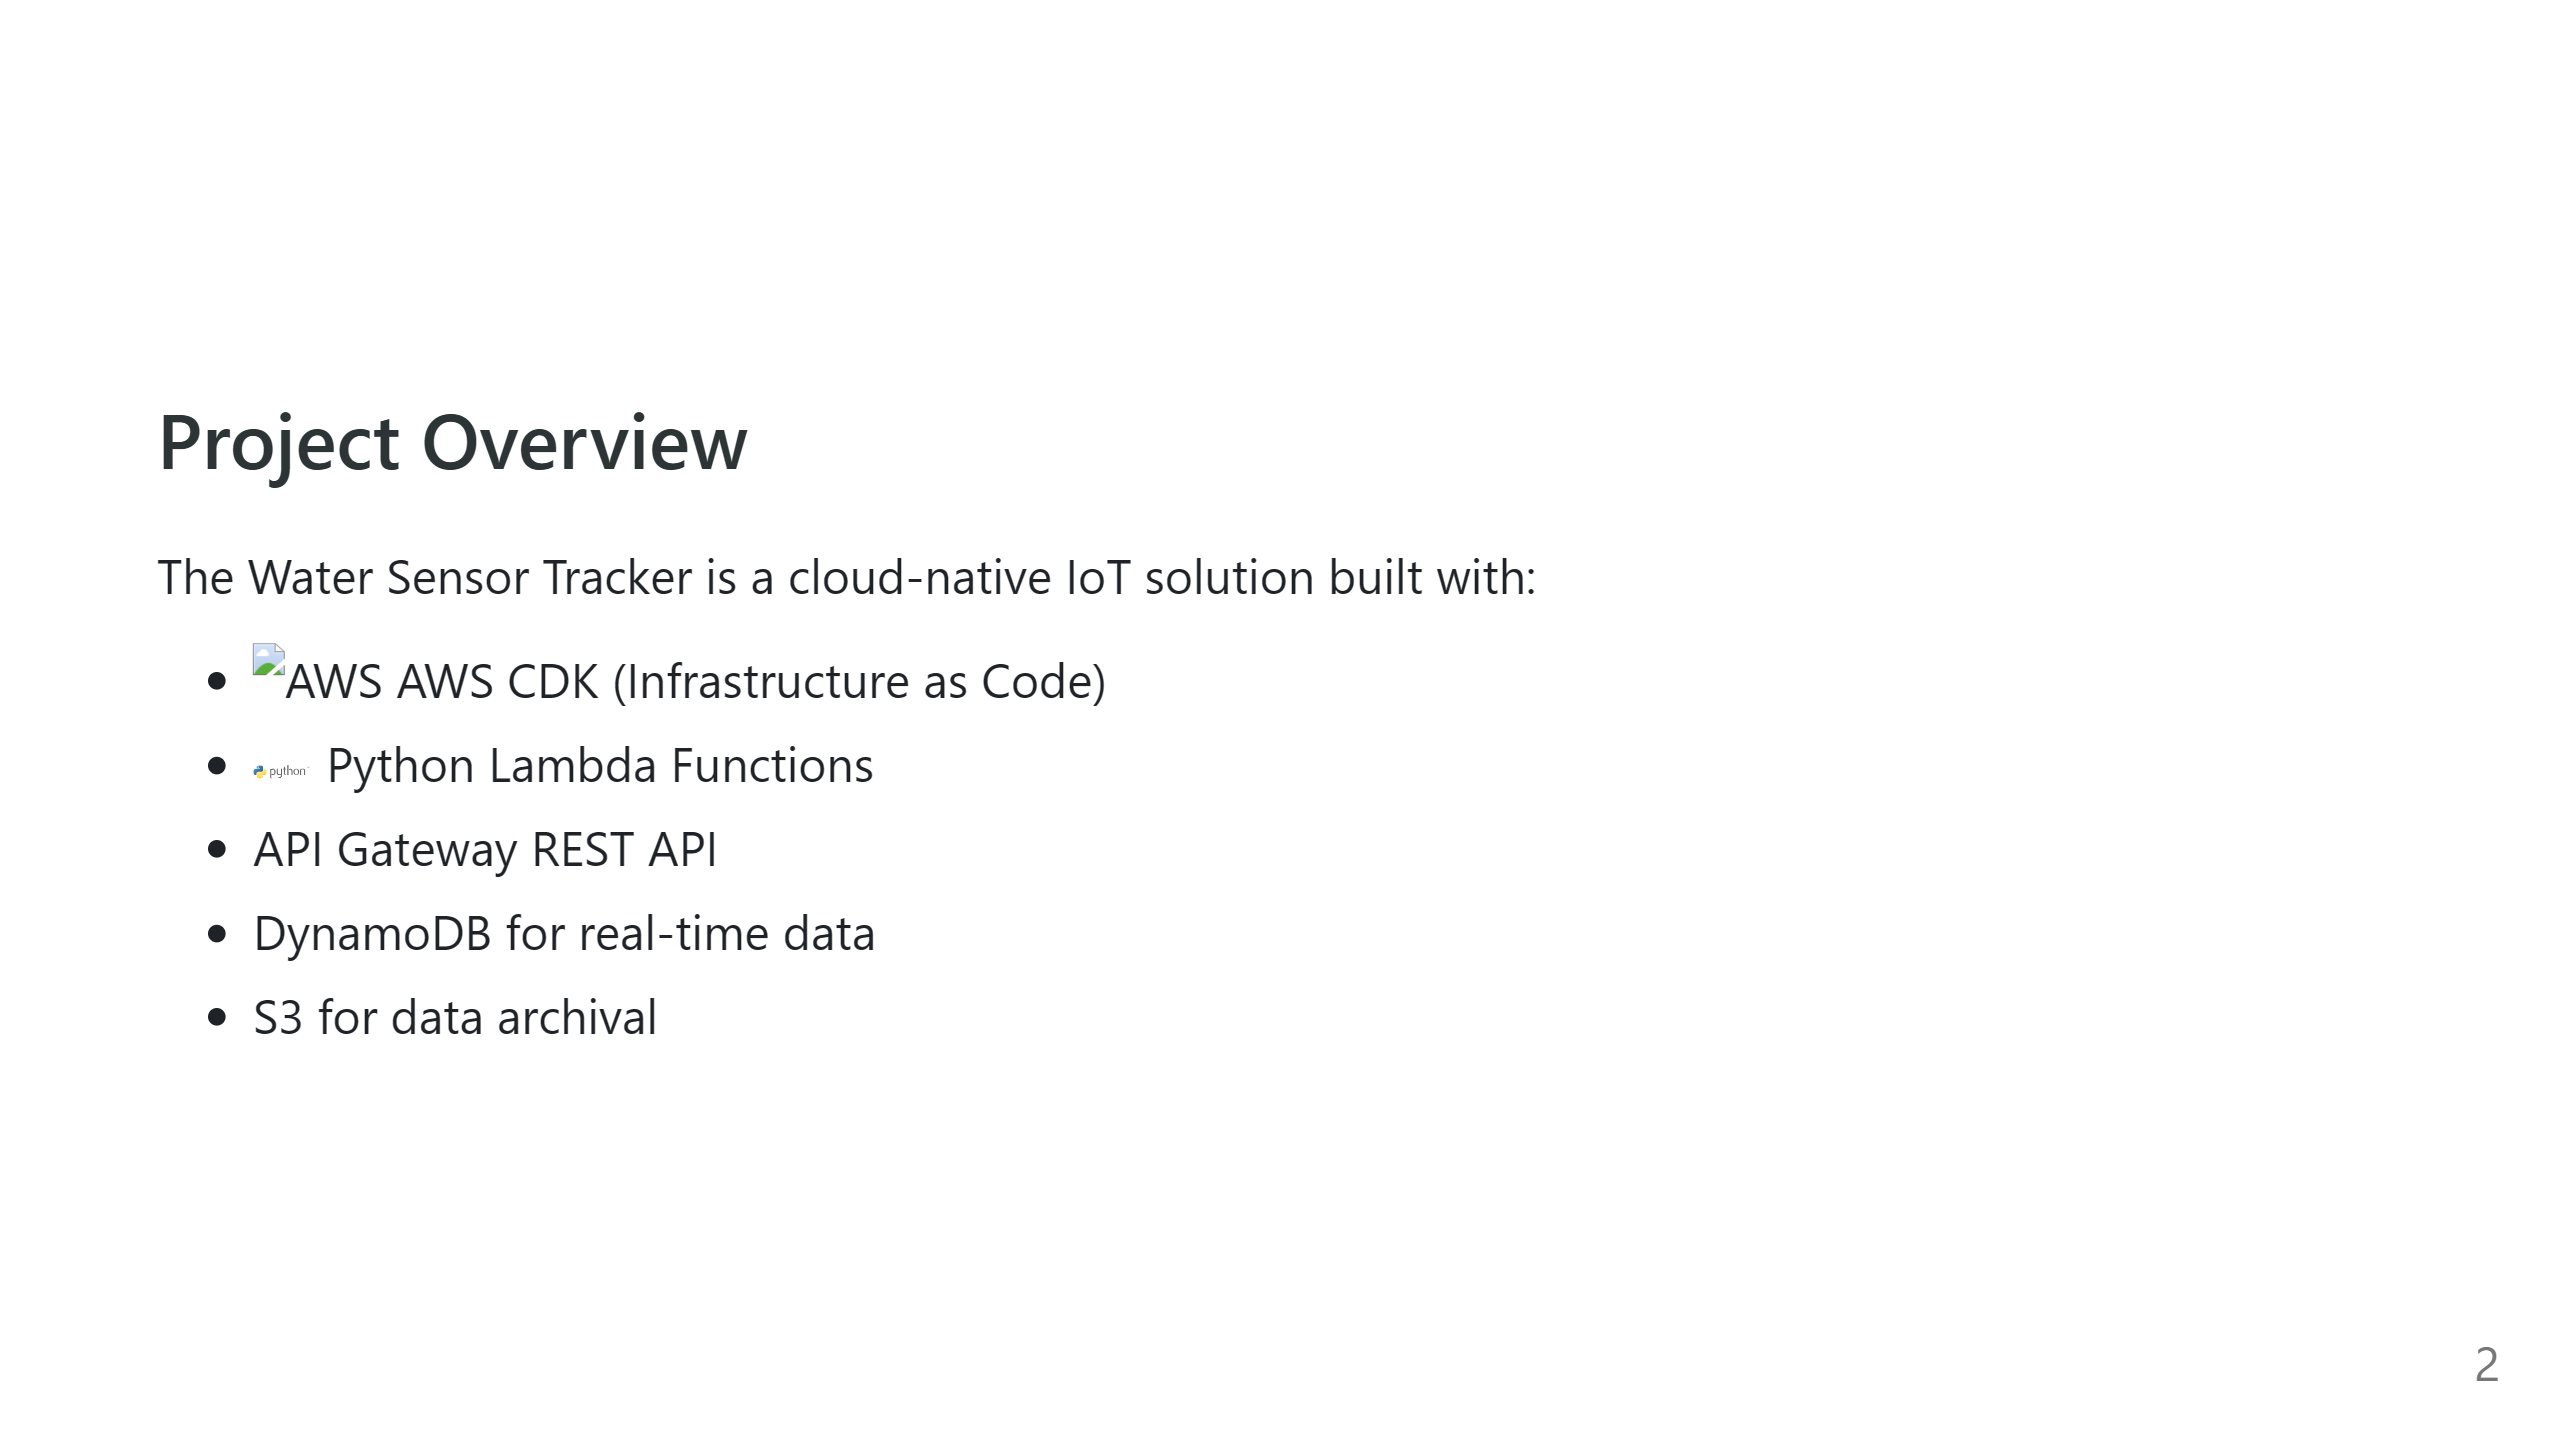 Project Overview
The Water Sensor Tracker is a cloud-native IoT solution built with:
AWS AWS CDK (Infrastructure as Code)
python Python Lambda Functions
API Gateway REST API
DynamoDB for real-time data
S3 for data archival
2